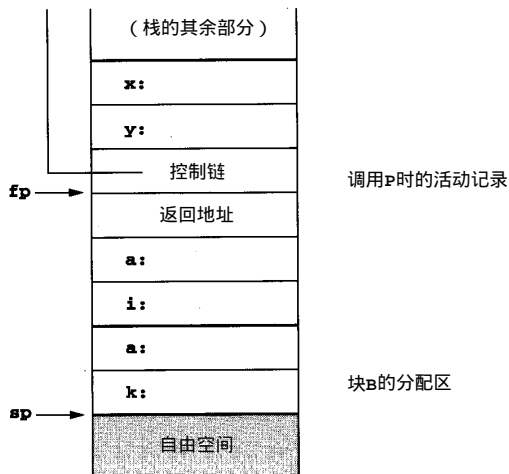 （栈的其余部分）
x:
y:
控制链
调用P时的活动记录
fp
返回地址
a:
i:
a:
k:
块B的分配区
sp
自由空间